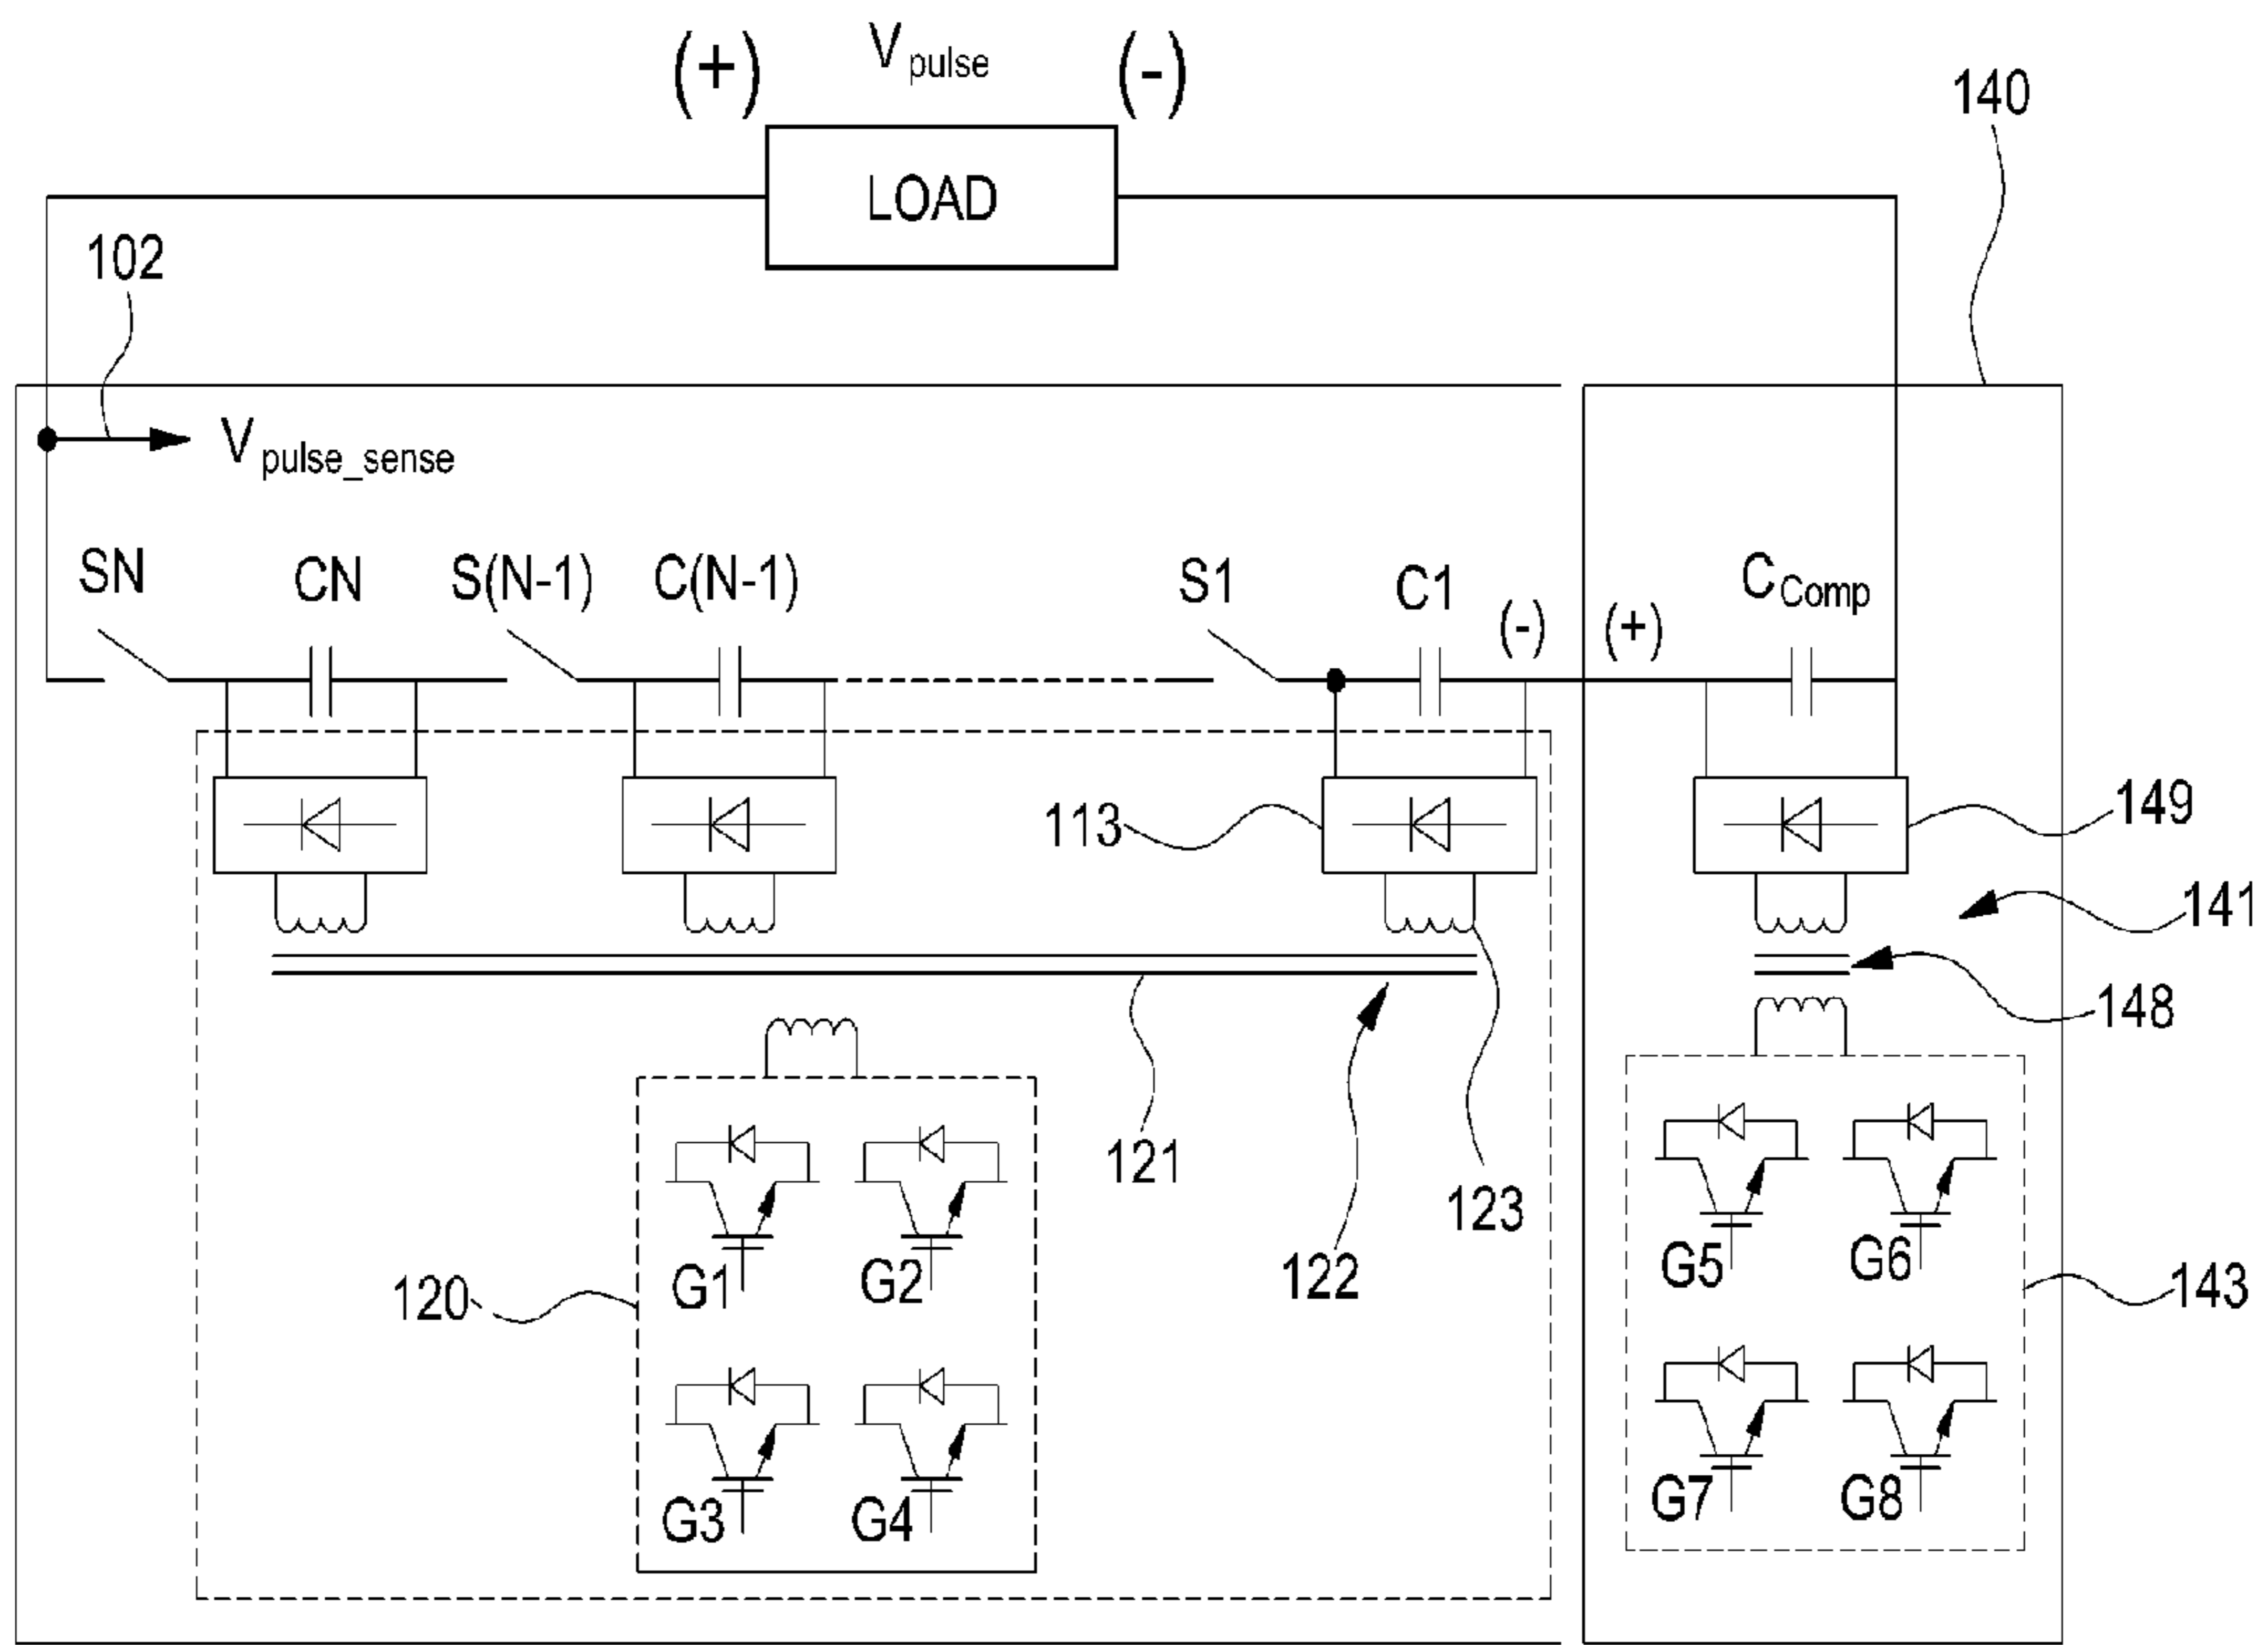 (+) Vpulse (-)
140
LOAD
102
Vpulse_sense
SN CN S(N-1) C(N-1) S1 C1 (-) (+) CComp
113
149
141
148
121
123
122
120
G1 G2
G5 G6
143
G3 G4
G7 G8